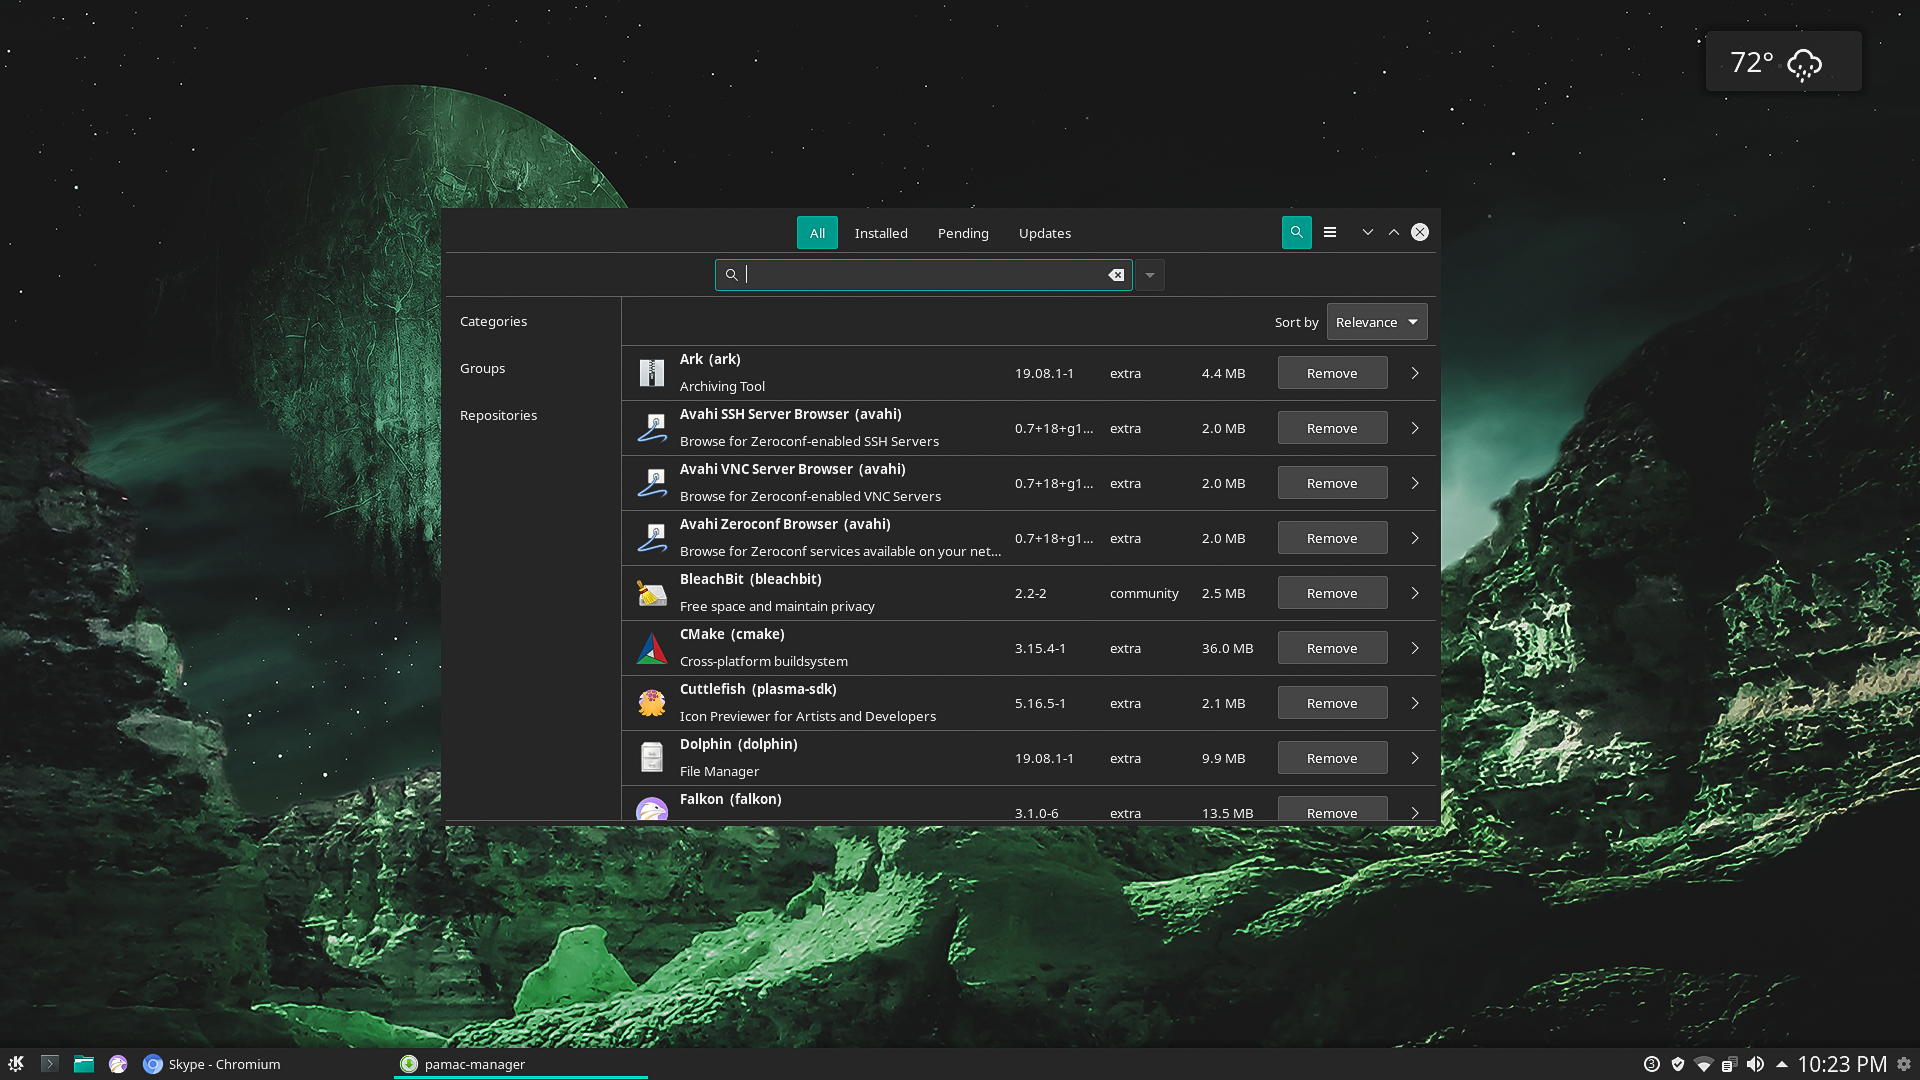 72°
All Installed Pending Updates
Categories
Groups
Repositories
Sort by Relevance
Ark (ark)
Archiving Tool
19.08.1-1 extra 4.4 MB Remove
Avahi SSH Server Browser (avahi)
Browse for Zeroconf-enabled SSH Servers
0.7+18+g1... extra 2.0 MB Remove
Avahi VNC Server Browser (avahi)
Browse for Zeroconf-enabled VNC Servers
0.7+18+g1... extra 2.0 MB Remove
Avahi Zeroconf Browser (avahi)
Browse for Zeroconf services available on your net...
0.7+18+g1... extra 2.0 MB Remove
BleachBit (bleachbit)
Free space and maintain privacy
2.2-2 community 2.5 MB Remove
CMake (cmake)
Cross-platform buildsystem
3.15.4-1 extra 36.0 MB Remove
Cuttlefish (plasma-sdk)
Icon Previewer for Artists and Developers
5.16.5-1 extra 2.1 MB Remove
Dolphin (dolphin)
File Manager
19.08.1-1 extra 9.9 MB Remove
Falkon (falkon)
3.1.0-6 extra 13.5 MB Remove
Skype - Chromium
pamac-manager
3
10:23 PM